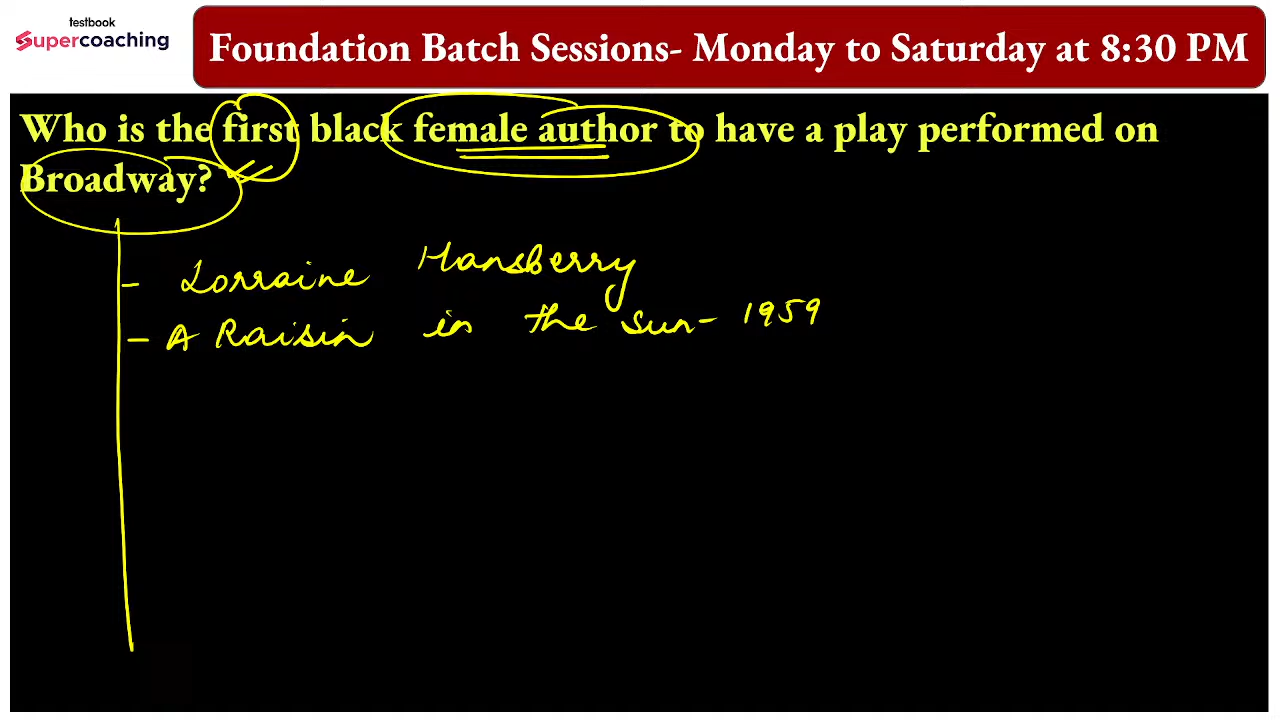 testbook
Supercoaching
Foundation Batch Sessions- Monday to Saturday at 8:30 PM
Who is the first black female author to have a play performed on
Broadway?
- Lorraine Hansberry
- A Raisin in the sun- 1959